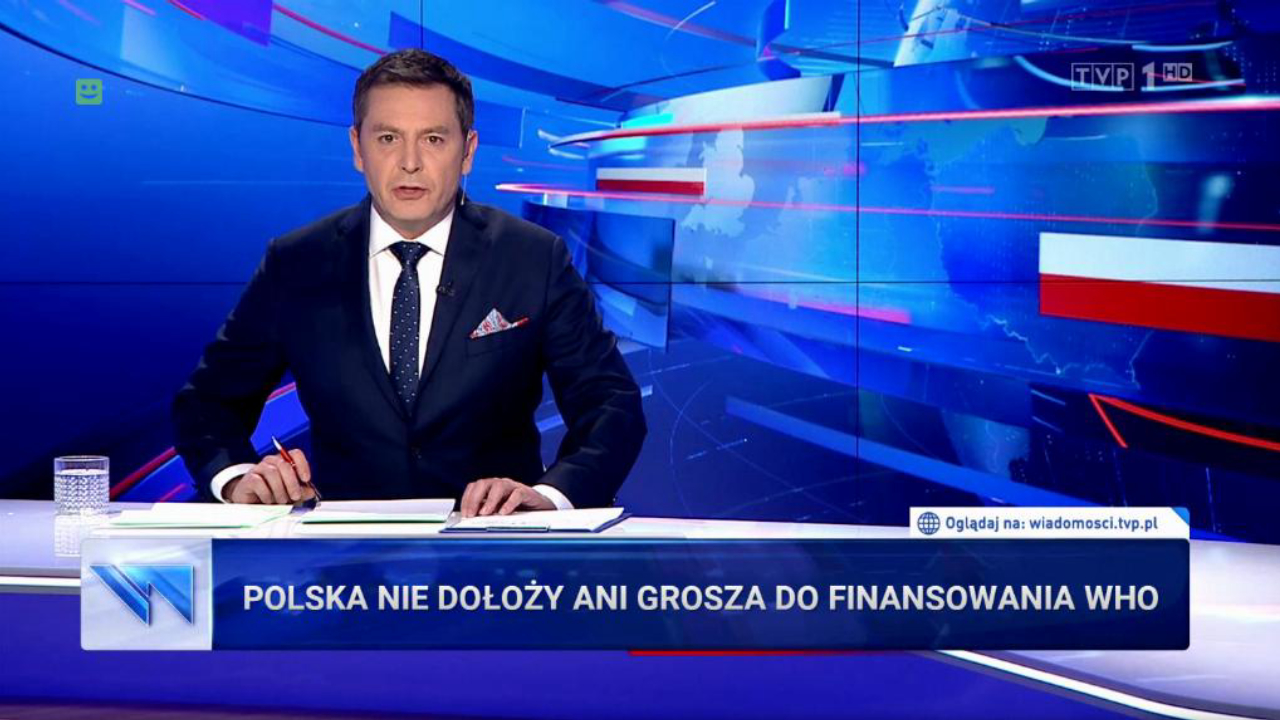 TVP 1 HD
Oglądaj na: wiadomosci.tvp.pl
POLSKA NIE DOŁOŻY ANI GROSZA DO FINANSOWANIA WHO